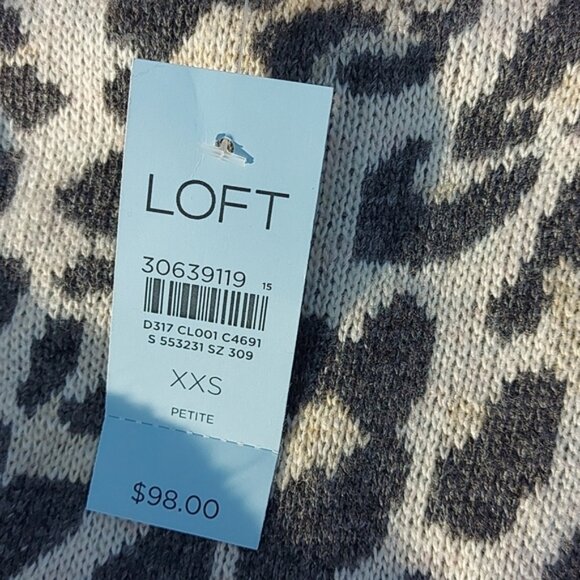 LOFT
30639119 15
D317 CL001 C4691
S 553231 SZ 309
XXS
PETITE
$98.00